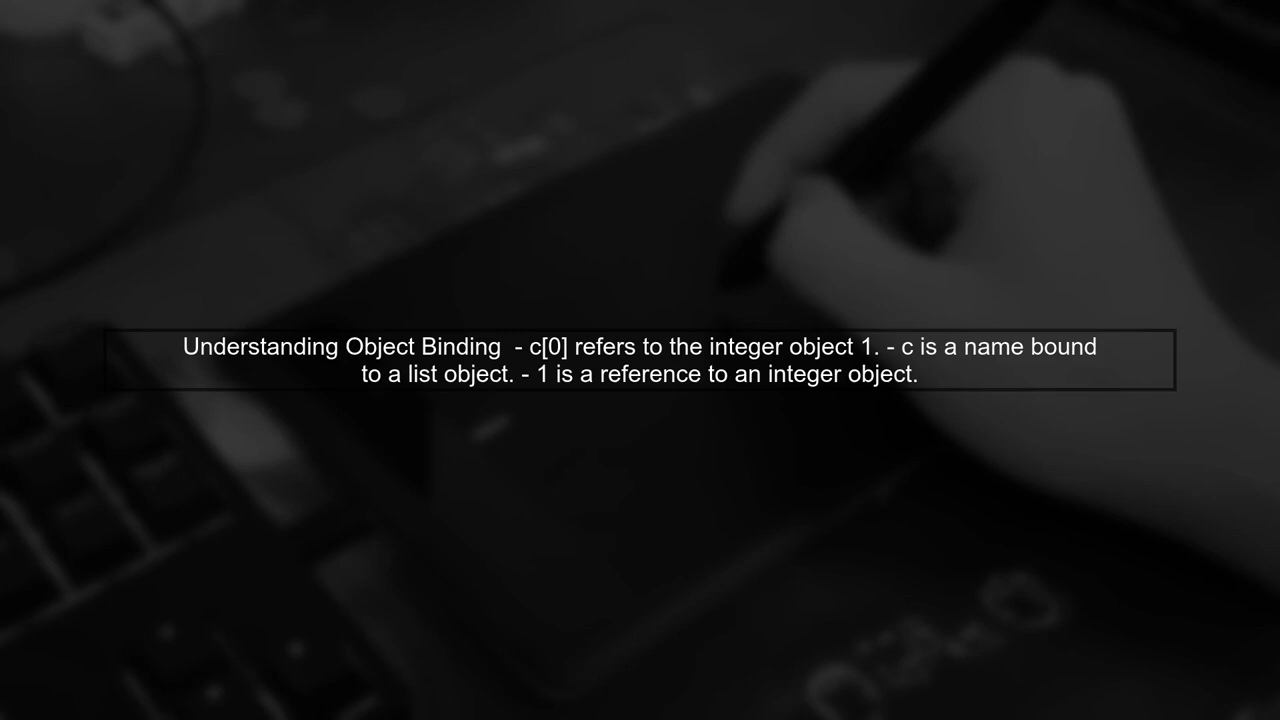 Understanding Object Binding  - c[0] refers to the integer object 1. - c is a name bound
to a list object. - 1 is a reference to an integer object.